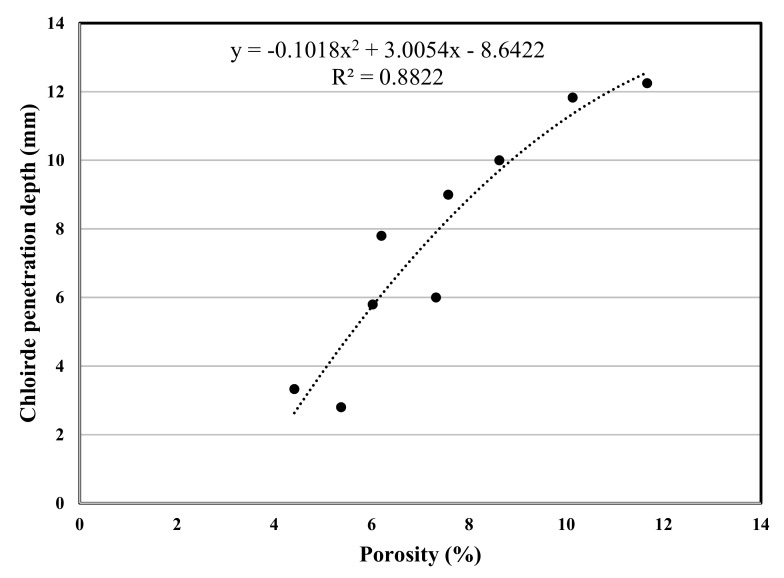 y = -0.1018x² + 3.0054x - 8.6422
R² = 0.8822
14
12
10
8
6
4
2
0
Chloirde penetration depth (mm)
0 2 4 6 8 10 12 14
Porosity (%)